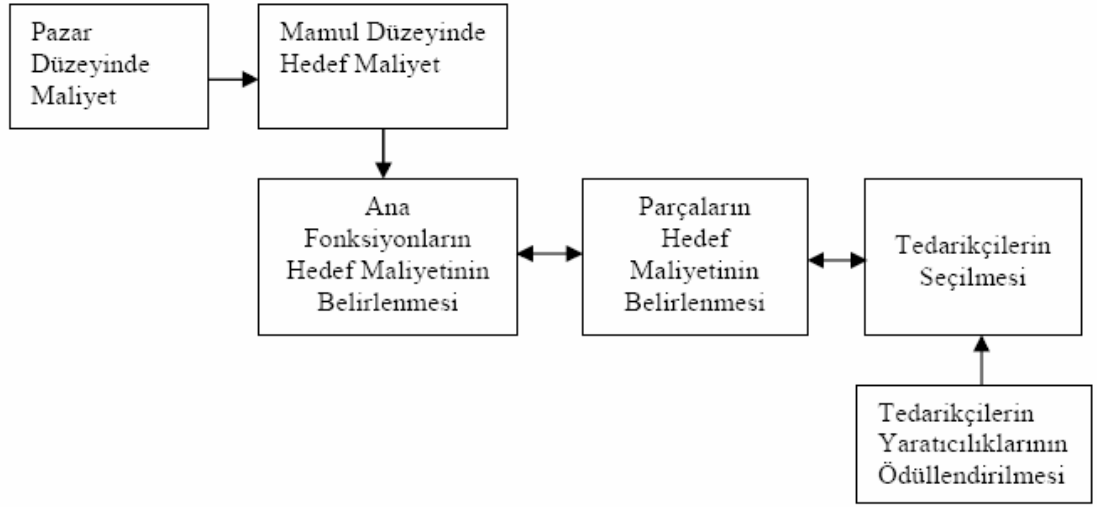 Pazar
Düzeyinde
Maliyet
Mamul Düzeyinde
Hedef Maliyet
Ana
Fonksiyonların
Hedef Maliyetinin
Belirlenmesi
Parçaların
Hedef
Maliyetinin
Belirlenmesi
Tedarikçilerin
Seçilmesi
Tedarikçilerin
Yaratıcılıklarının
Ödüllendirilmesi